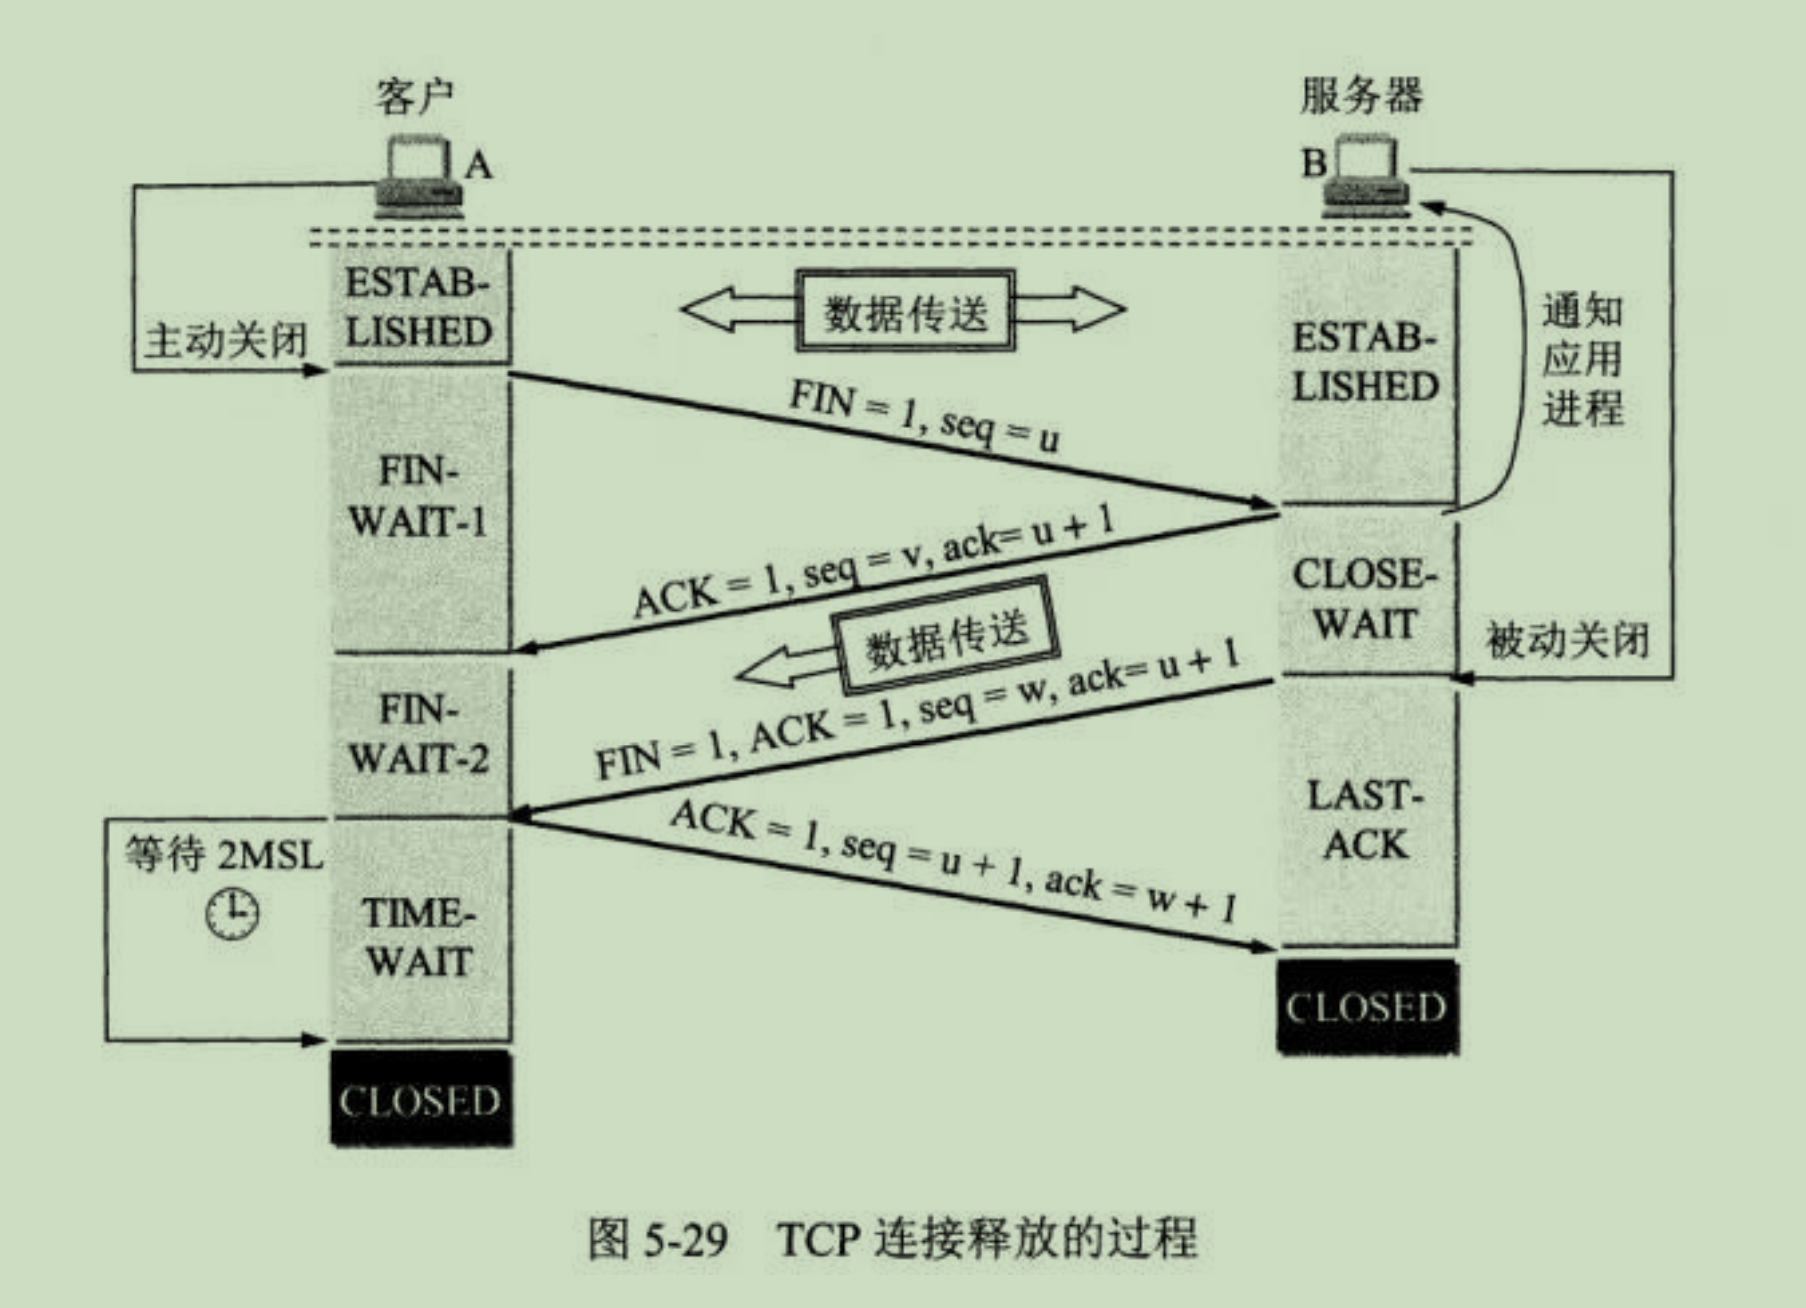 客户
服务器
A
B
ESTAB-
LISHED
数据传送
主动关闭
ESTAB-
LISHED
通知
应用
进程
FIN = 1, seq = u
FIN-
WAIT-1
ACK = 1, seq = v, ack= u + 1
CLOSE-
WAIT
数据传送
被动关闭
FIN = 1, ACK = 1, seq = w, ack= u + 1
FIN-
WAIT-2
ACK = 1, seq = u + 1, ack = w + 1
LAST-
ACK
等待 2MSL
TIME-
WAIT
CLOSED
CLOSED
图 5-29 TCP 连接释放的过程